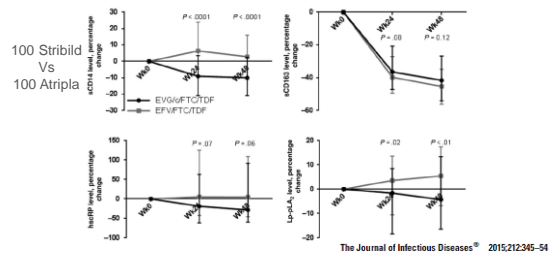 100 Stribild
Vs
100 Atripla
sCD14 level, percentage
change
30
20
10
0
−10
−20
−30
P < .0001
P < .0001
Wk0
Wk24
Wk48
EVG/c/FTC/TDF
EFV/FTC/TDF
sCD163 level, percentage
change
0
−20
−40
−60
Wk0
Wk24
Wk48
P = .08
P = 0.12
hscRP level, percentage
change
150
100
50
0
−50
−100
P = .07
P = .06
Wk0
Wk24
Wk48
Lp-pLA2 level, percentage
change
20
10
0
−10
−20
P = .02
P < .01
Wk0
Wk24
Wk48
The Journal of Infectious Diseases® 2015;212:345–54